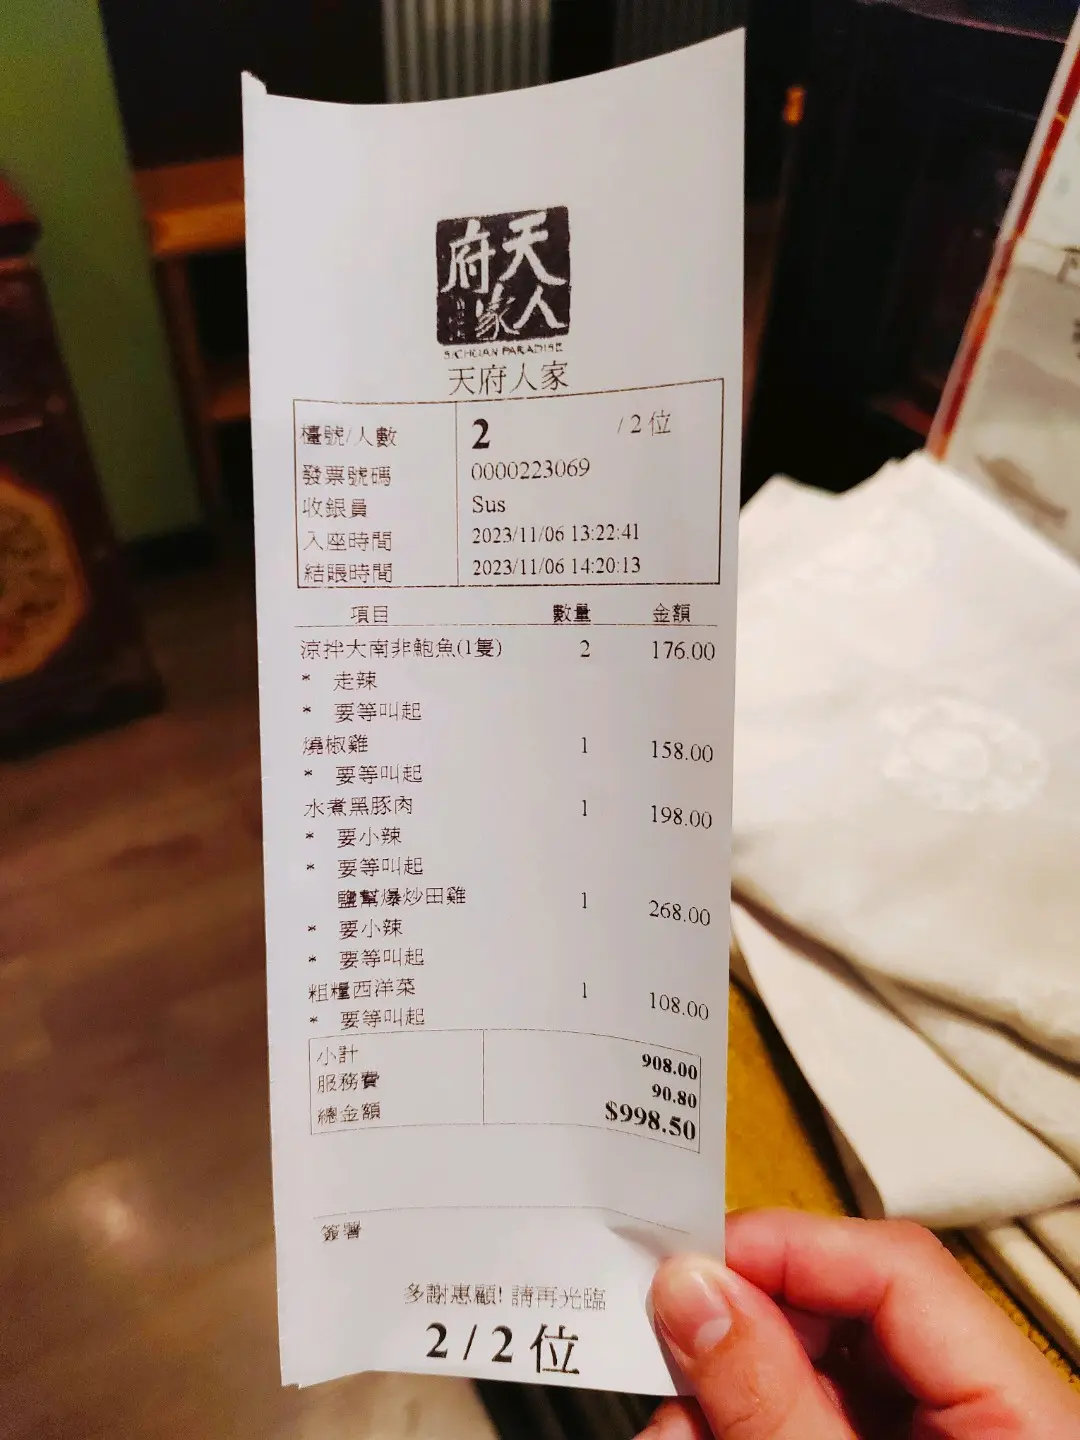 天府人家
SICHUAN PARADISE
天府人家
檯號/人數 2 / 2 位
發票號碼 0000223069
收銀員 Sus
入座時間 2023/11/06 13:22:41
結賬時間 2023/11/06 14:20:13
項目 數量 金額
涼拌大南非鮑魚(1隻) 2 176.00
* 走辣
* 要等叫起
燒椒雞 1 158.00
* 要等叫起
水煮黑豚肉 1 198.00
* 要小辣
* 要等叫起
鹽幫爆炒田雞 1 268.00
* 要小辣
* 要等叫起
粗糧西洋菜 1 108.00
* 要等叫起
小計 908.00
服務費 90.80
總金額 $998.50
簽署
多謝惠顧! 請再光臨
2 / 2 位